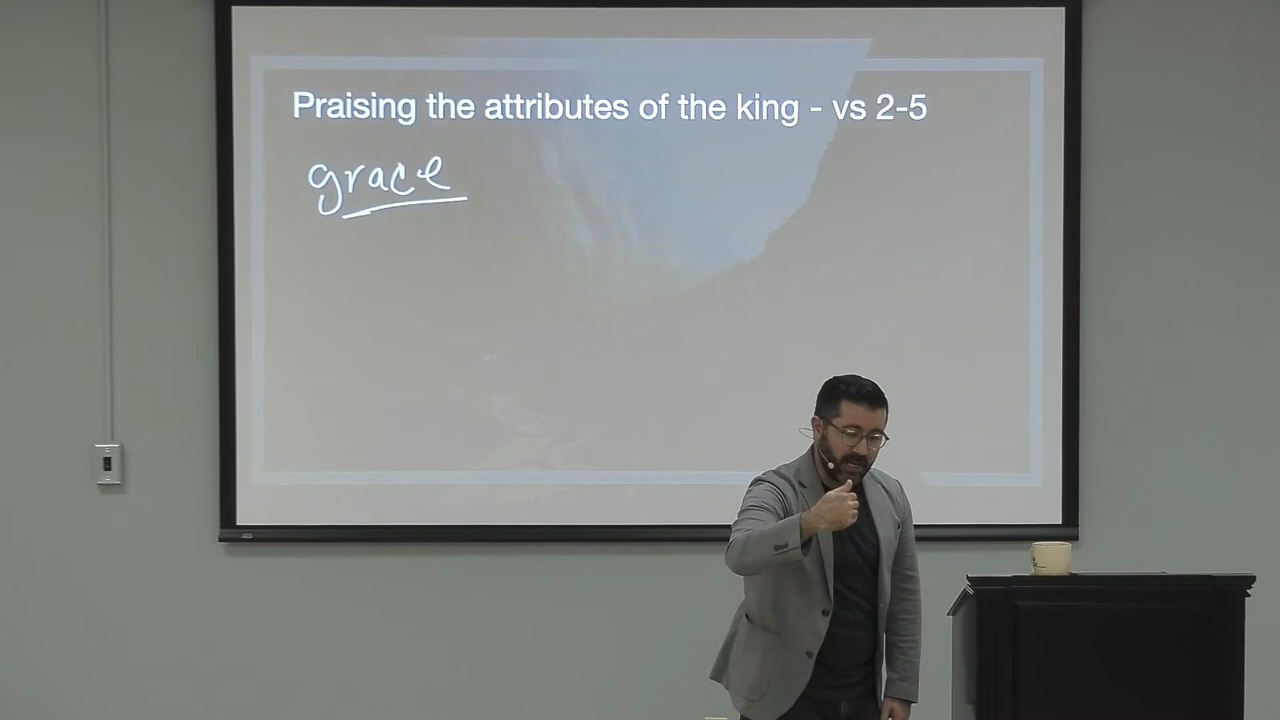 Praising the attributes of the king - vs 2-5
grace